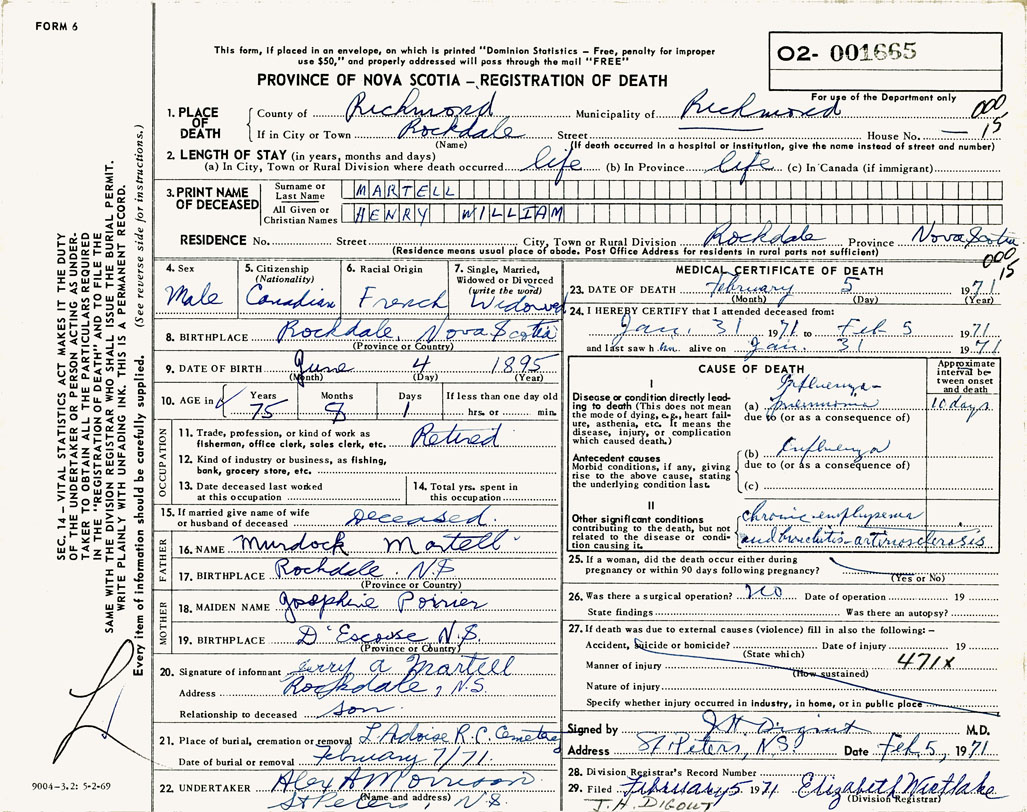 FORM 6
This form, if placed in an envelope, on which is printed "Dominion Statistics – Free, penalty for improper
use $50," and properly addressed will pass through the mail "FREE"
PROVINCE OF NOVA SCOTIA – REGISTRATION OF DEATH
02- 001665
For use of the Department only
000
15
1. PLACE OF DEATH
County of Richmond Municipality of Richmond
If in City or Town Rockdale Street House No. —
(Name) (If death occurred in a hospital or institution, give the name instead of street and number)
2. LENGTH OF STAY (in years, months and days)
(a) In City, Town or Rural Division where death occurred life (b) In Province life (c) In Canada (if immigrant)
3. PRINT NAME OF DECEASED
Surname or Last Name MARTELL
All Given or Christian Names HENRY WILLIAM
RESIDENCE No. Street City, Town or Rural Division Rockdale Province Nova Scotia
(Residence means usual place of abode. Post Office Address for residents in rural parts not sufficient)
000
15
4. Sex Male
5. Citizenship (Nationality) Canadian
6. Racial Origin French
7. Single, Married, Widowed or Divorced (write the word) Widowed
8. BIRTHPLACE Rockdale, Nova Scotia
(Province or Country)
9. DATE OF BIRTH June 4 1895
(Month) (Day) (Year)
10. AGE in Years 75 Months 8 Days 1 If less than one day old
hrs. or min.
OCCUPATION
11. Trade, profession, or kind of work as fisherman, office clerk, sales clerk, etc. Retired
12. Kind of industry or business, as fishing, bank, grocery store, etc.
13. Date deceased last worked at this occupation
14. Total yrs. spent in this occupation
15. If married give name of wife or husband of deceased Deceased.
FATHER
16. NAME Murdock Martell
17. BIRTHPLACE Rockdale N.S
(Province or Country)
MOTHER
18. MAIDEN NAME Josephine Poirier
19. BIRTHPLACE D'Escouse N.S.
(Province or Country)
20. Signature of informant Jerry A Martell
Address Rockdale, N.S.
Relationship to deceased son.
21. Place of burial, cremation or removal L'Ardoise R.C. Cemetery
Date of burial or removal February 7/71.
22. UNDERTAKER Alex A Morrison
St Peters, N.S
(Name and address)
MEDICAL CERTIFICATE OF DEATH
23. DATE OF DEATH February 5 1971
(Month) (Day) (Year)
24. I HEREBY CERTIFY that I attended deceased from:
Jan. 31 1971 to Feb 5 1971
and last saw him alive on Jan. 31 1971
CAUSE OF DEATH
Approximate interval between onset and death
I
Disease or condition directly leading to death (This does not mean the mode of dying, e.g., heart failure, asthenia, etc. It means the disease, injury, or complication which caused death.)
(a) Influenza- pneumonia 10 days
due to (or as a consequence of)
Antecedent causes
Morbid conditions, if any, giving rise to the above cause, stating the underlying condition last.
(b) Influenza
due to (or as a consequence of)
(c)
II
Other significant conditions contributing to the death, but not related to the disease or condition causing it.
chronic emphysema
and bronchitis - arteriosclerosis
25. If a woman, did the death occur either during pregnancy or within 90 days following pregnancy?
(Yes or No)
26. Was there a surgical operation? no Date of operation 19
State findings Was there an autopsy?
27. If death was due to external causes (violence) fill in also the following:–
Accident, suicide or homicide? Date of injury 19
(State which) 471x
Manner of injury
(How sustained)
Nature of injury
Specify whether injury occurred in industry, in home, or in public place
Signed by J.H. Digout M.D.
Address St Peters, NS Date Feb 5, 1971
28. Division Registrar's Record Number
29. Filed February 5 1971 Elizabeth Westlake
(Division Registrar)
J.H. DIGOUT
SEC. 14 – VITAL STATISTICS ACT MAKES IT THE DUTY
OF THE UNDERTAKER OR PERSON ACTING AS UNDER-
TAKER TO OBTAIN ALL THE PARTICULARS REQUIRED
IN THE "REGISTRATION OF DEATH" AND TO FILE THE
SAME WITH THE DIVISION REGISTRAR WHO SHALL ISSUE THE BURIAL PERMIT.
WRITE PLAINLY WITH UNFADING INK. THIS IS A PERMANENT RECORD.
Every item of information should be carefully supplied. (See reverse side for instructions.)
9004-3.2: 5-2-69